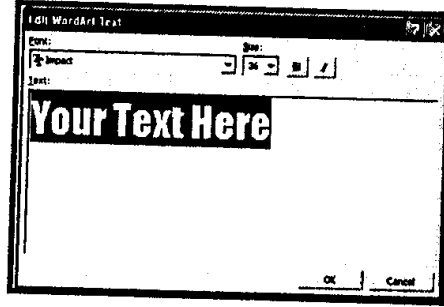 Edit WordArt Text
Font: Size:
Impact 36 B I
Text:
Your Text Here
OK Cancel